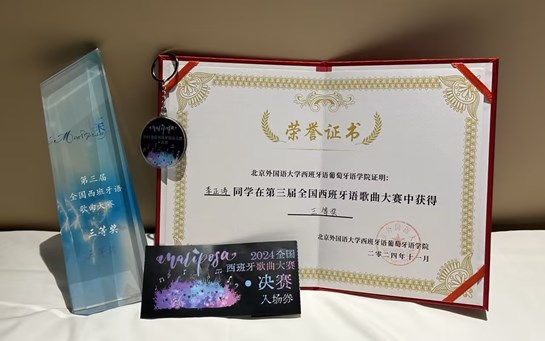 Mariposa
第三届
全国西班牙语
歌曲大赛
三等奖
mariposa
荣誉证书
北京外国语大学西班牙语葡萄牙语学院证明:
同学在第三届全国西班牙语歌曲大赛中获得
三等奖
北京外国语大学西班牙语葡萄牙语学院
二〇二四年十一月
mariposa
2024全国
西班牙歌曲大赛
·决赛
入场券